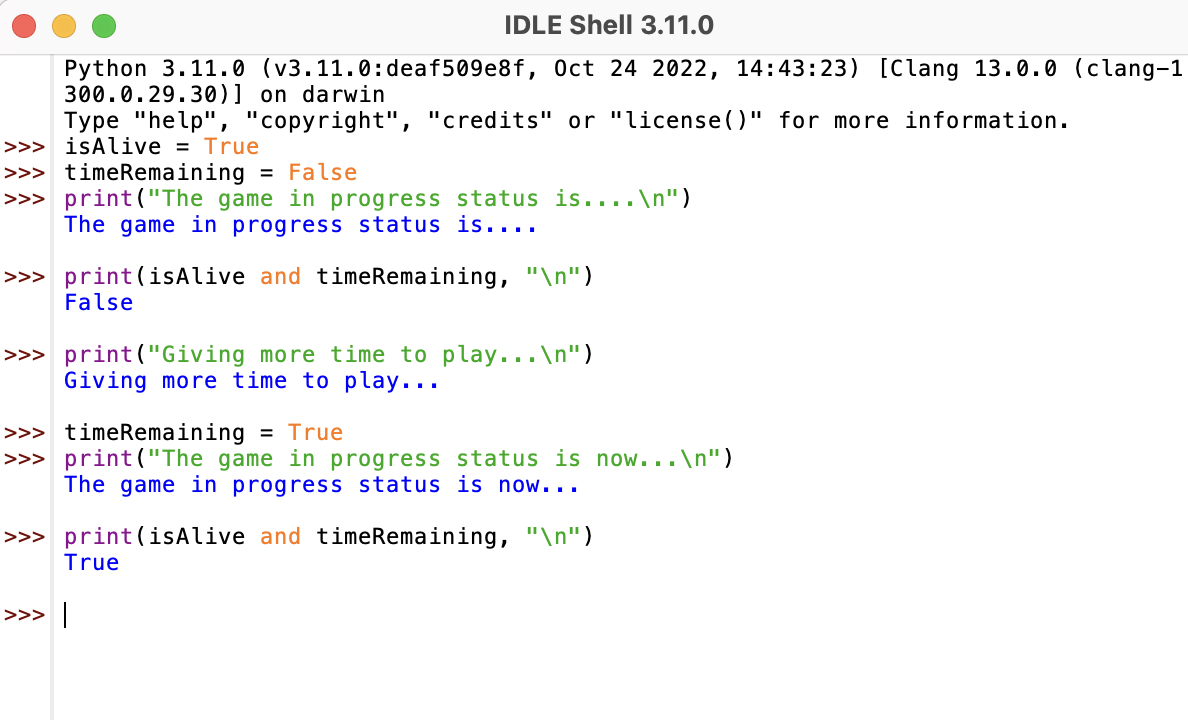 IDLE Shell 3.11.0
Python 3.11.0 (v3.11.0:deaf509e8f, Oct 24 2022, 14:43:23) [Clang 13.0.0 (clang-1
300.0.29.30)] on darwin
Type "help", "copyright", "credits" or "license()" for more information.
>>> isAlive = True
>>> timeRemaining = False
>>> print("The game in progress status is....\n")
The game in progress status is....
>>> print(isAlive and timeRemaining, "\n")
False
>>> print("Giving more time to play...\n")
Giving more time to play...
>>> timeRemaining = True
>>> print("The game in progress status is now...\n")
The game in progress status is now...
>>> print(isAlive and timeRemaining, "\n")
True
>>>